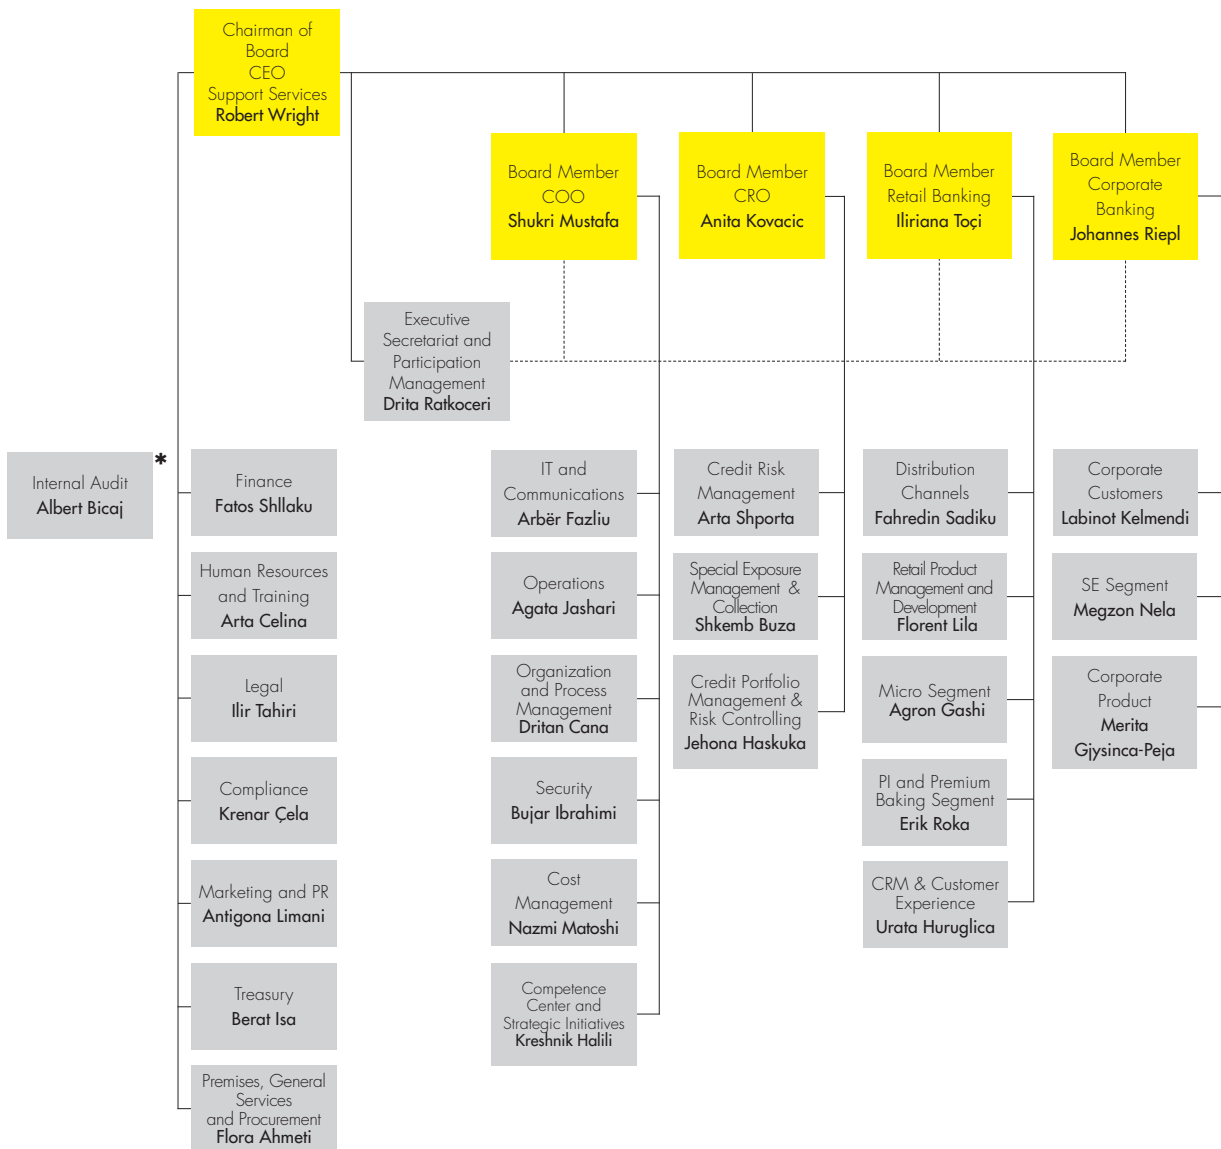 Chairman of
Board
CEO
Support Services
Robert Wright
Board Member
COO
Shukri Mustafa
Board Member
CRO
Anita Kovacic
Board Member
Retail Banking
Iliriana Toçi
Board Member
Corporate
Banking
Johannes Riepl
Executive
Secretariat and
Participation
Management
Drita Ratkoceri
Internal Audit
Albert Bicaj
*
Finance
Fatos Shllaku
Human Resources
and Training
Arta Celina
Legal
Ilir Tahiri
Compliance
Krenar Çela
Marketing and PR
Antigona Limani
Treasury
Berat Isa
Premises, General
Services
and Procurement
Flora Ahmeti
IT and
Communications
Arbër Fazliu
Operations
Agata Jashari
Organization
and Process
Management
Dritan Cana
Security
Bujar Ibrahimi
Cost
Management
Nazmi Matoshi
Competence
Center and
Strategic Initiatives
Kreshnik Halili
Credit Risk
Management
Arta Shporta
Special Exposure
Management &
Collection
Shkemb Buza
Credit Portfolio
Management &
Risk Controlling
Jehona Haskuka
Distribution
Channels
Fahredin Sadiku
Retail Product
Management and
Development
Florent Lila
Micro Segment
Agron Gashi
PI and Premium
Baking Segment
Erik Roka
CRM & Customer
Experience
Urata Huruglica
Corporate
Customers
Labinot Kelmendi
SE Segment
Megzon Nela
Corporate
Product
Merita
Gjysinca-Peja